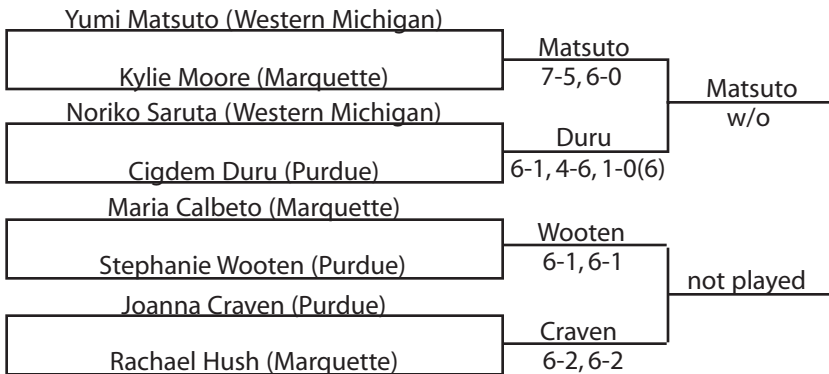 Yumi Matsuto (Western Michigan)
Kylie Moore (Marquette)
Noriko Saruta (Western Michigan)
Cigdem Duru (Purdue)
Maria Calbeto (Marquette)
Stephanie Wooten (Purdue)
Joanna Craven (Purdue)
Rachael Hush (Marquette)
Matsuto
7-5, 6-0
Duru
6-1, 4-6, 1-0(6)
Wooten
6-1, 6-1
Craven
6-2, 6-2
Matsuto
w/o
not played